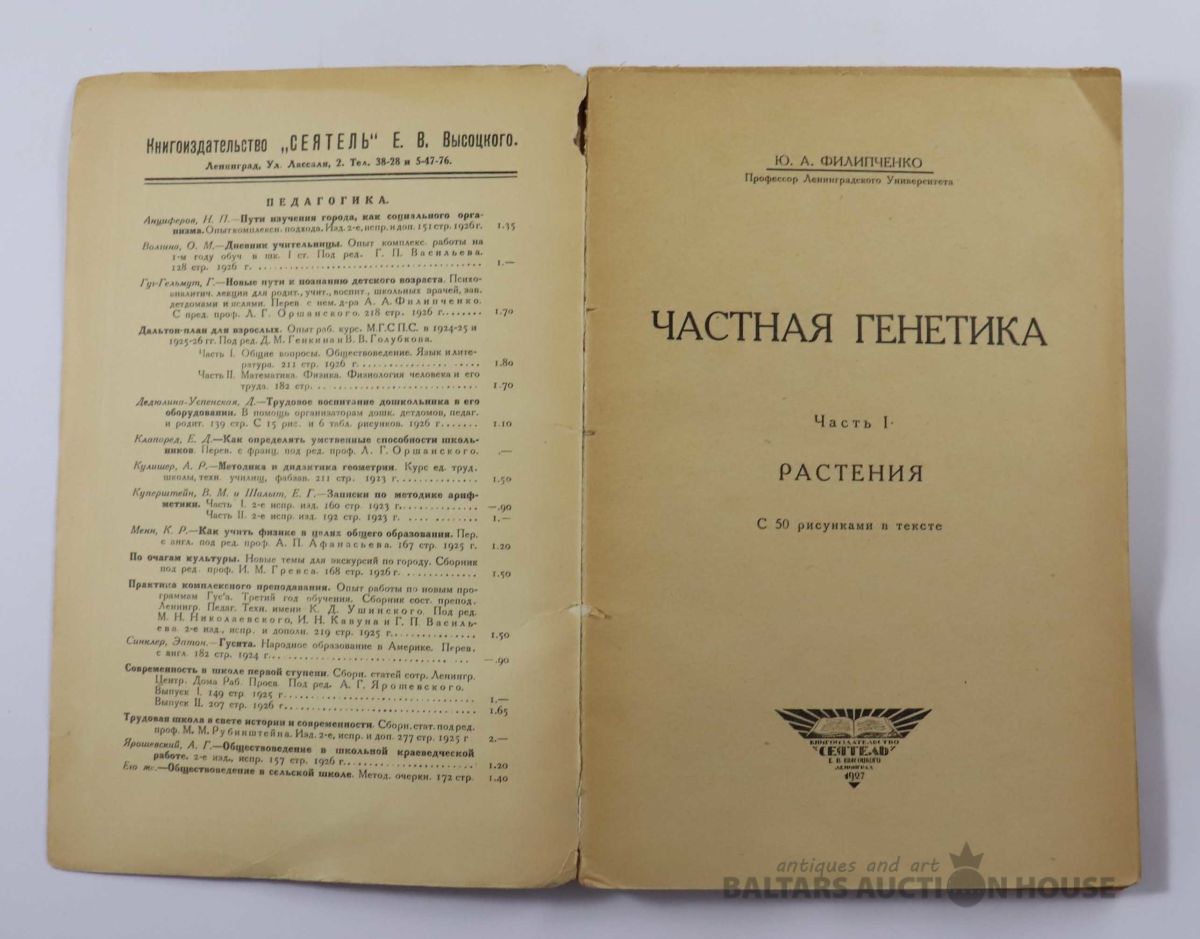 Книгоиздательство „СЕЯТЕЛЬ" Е. В. Высоцкого.
Ленинград, Ул. Лассаля, 2. Тел. 38-28 и 5-47-76.
ПЕДАГОГИКА.
Анциферов, Н. П.—Пути изучения города, как социального орга-
низма. Опыт комплексн. подхода. Изд. 2-е, испр. и доп. 151 стр. 1926 г. 1.35
Волина, О. М.—Дневник учительницы. Опыт комплекс. работы на
1-м году обуч в шк. I ст. Под ред. Г. П. Васильева.
128 стр. 1926 г. . . . . . . . . . . . . . . . . . . . . . 1.—
Гуг-Гельмут, Г.—Новые пути к познанию детского возраста. Психо-
аналитич. лекции для родит., учит., воспит., школьных врачей, зав.
детдомами и яслями. Перев с нем. д-ра А. А. Филипченко.
С пред. проф. Л. Г. Оршанского. 218 стр. 1926 г. . . . . . . 1.70
Дальтон-план для взрослых. Опыт раб. курс. М.Г.С П.С. в 1924-25 и
1925-26 гг. Под ред. Д. М. Генкина и В. В. Голубкова.
Часть I. Общие вопросы. Обществоведение. Язык и лите-
ратура. 211 стр. 1926 г. . . . . . . . . . . . . . . . 1.80
Часть II. Математика. Физика. Физиология человека и его
труда. 182 стр. . . . . . . . . . . . . . . . . . . . 1.70
Дедюлина-Успенская, Д.—Трудовое воспитание дошкольника в его
оборудовании. В помощь организаторам дошк. детдомов, педаг.
и родит. 139 стр. С 15 рис. и 6 табл. рисунков. 1926 г. . . . . . . 1.10
Клапоред, Е. Д.—Как определять умственные способности школь-
ников. Перев. с франц. под ред. проф. Л. Г. Оршанского. .—
Кулишер, А. Р.—Методика и дидактика геометрии. Курс ед. труд.
школы, техн. училищ, фабзав. 211 стр. 1923 г. . . . . . . . . . . 1.50
Куперштейн, В. М. и Шалыт, Е. Г.—Записки по методике ариф-
метики. Часть I. 2-е испр. изд. 160 стр. 1923 г. . . . . . . . . . —.90
Часть II. 2-е испр. изд. 192 стр. 1923 г. . . . . . . . . . 1.—
Менн, К. Р.—Как учить физике в целях общего образования. Пер.
с англ. под ред. проф. А. П. Афанасьева. 167 стр. 1925 г. 1.20
По очагам культуры. Новые темы для экскурсий по городу. Сборник
под ред. проф. И. М. Гревса. 168 стр. 1926 г. . . . . . . . . . 1.50
Практика комплексного преподавания. Опыт работы по новым про-
граммам Гус'а. Третий год обучения. Сборник сост. препод.
Ленингр. Педаг. Техн. имени К. Д. Ушинского. Под ред.
М. Н. Николаевского, И. Н. Кавуна и Г. П. Василь-
ева. 2-е изд., испр. и дополн. 219 стр. 1925 г. . . . . . . . . . . 1.50
Синклер, Эптон.—Гусита. Народное образование в Америке. Перев.
с англ. 182 стр. 1924 г. . . . . . . . . . . . . . . . . . . . —.90
Современность в школе первой ступени. Сборн. статей сотр. Ленингр.
Центр. Дома Раб. Просв. Под ред. А. Г. Ярошевского.
Выпуск I. 149 стр. 1925 г. . . . . . . . . . . . . . . . . . 1.—
Выпуск II. 207 стр. 1926 г. . . . . . . . . . . . . . . . . . 1.65
Трудовая школа в свете истории и современности. Сборн. стат. под ред.
проф. М. М. Рубинштейна. Изд. 2-е, испр. и доп. 277 стр. 1925 г 2.—
Ярошевский, А. Г.—Обществоведение в школьной краеведческой
работе. 2-е изд., испр. 157 стр. 1926 г. . . . . . . . . . . . . . 1.20
Его же.—Обществоведение в сельской школе. Метод. очерки. 172 стр. 1.40
Ю. А. ФИЛИПЧЕНКО
Профессор Ленинградского Университета
ЧАСТНАЯ ГЕНЕТИКА
Часть I.
РАСТЕНИЯ
С 50 рисунками в тексте
КНИГОИЗДАТЕЛЬСТВО
"СЕЯТЕЛЬ"
Е. В. ВЫСОЦКОГО
ЛЕНИНГРАД
1927
antiques and art
BALTARS AUCTION HOUSE